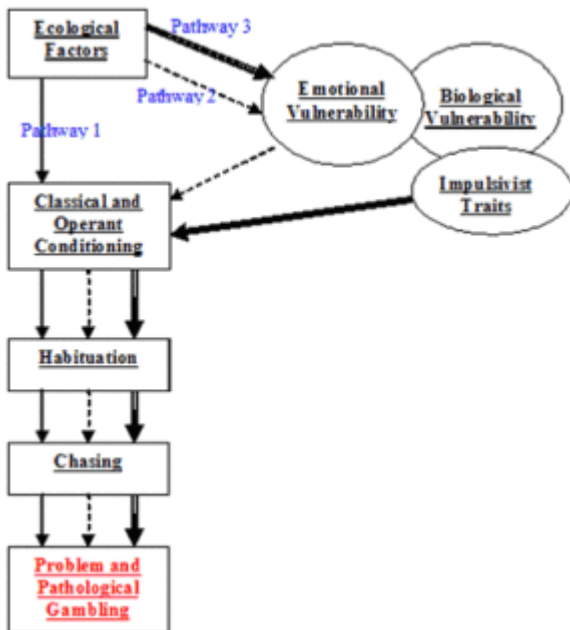 Ecological
Factors
Pathway 3
Pathway 2
Pathway 1
Emotional
Vulnerability
Biological
Vulnerability
Impulsivist
Traits
Classical and
Operant
Conditioning
Habituation
Chasing
Problem and
Pathological
Gambling